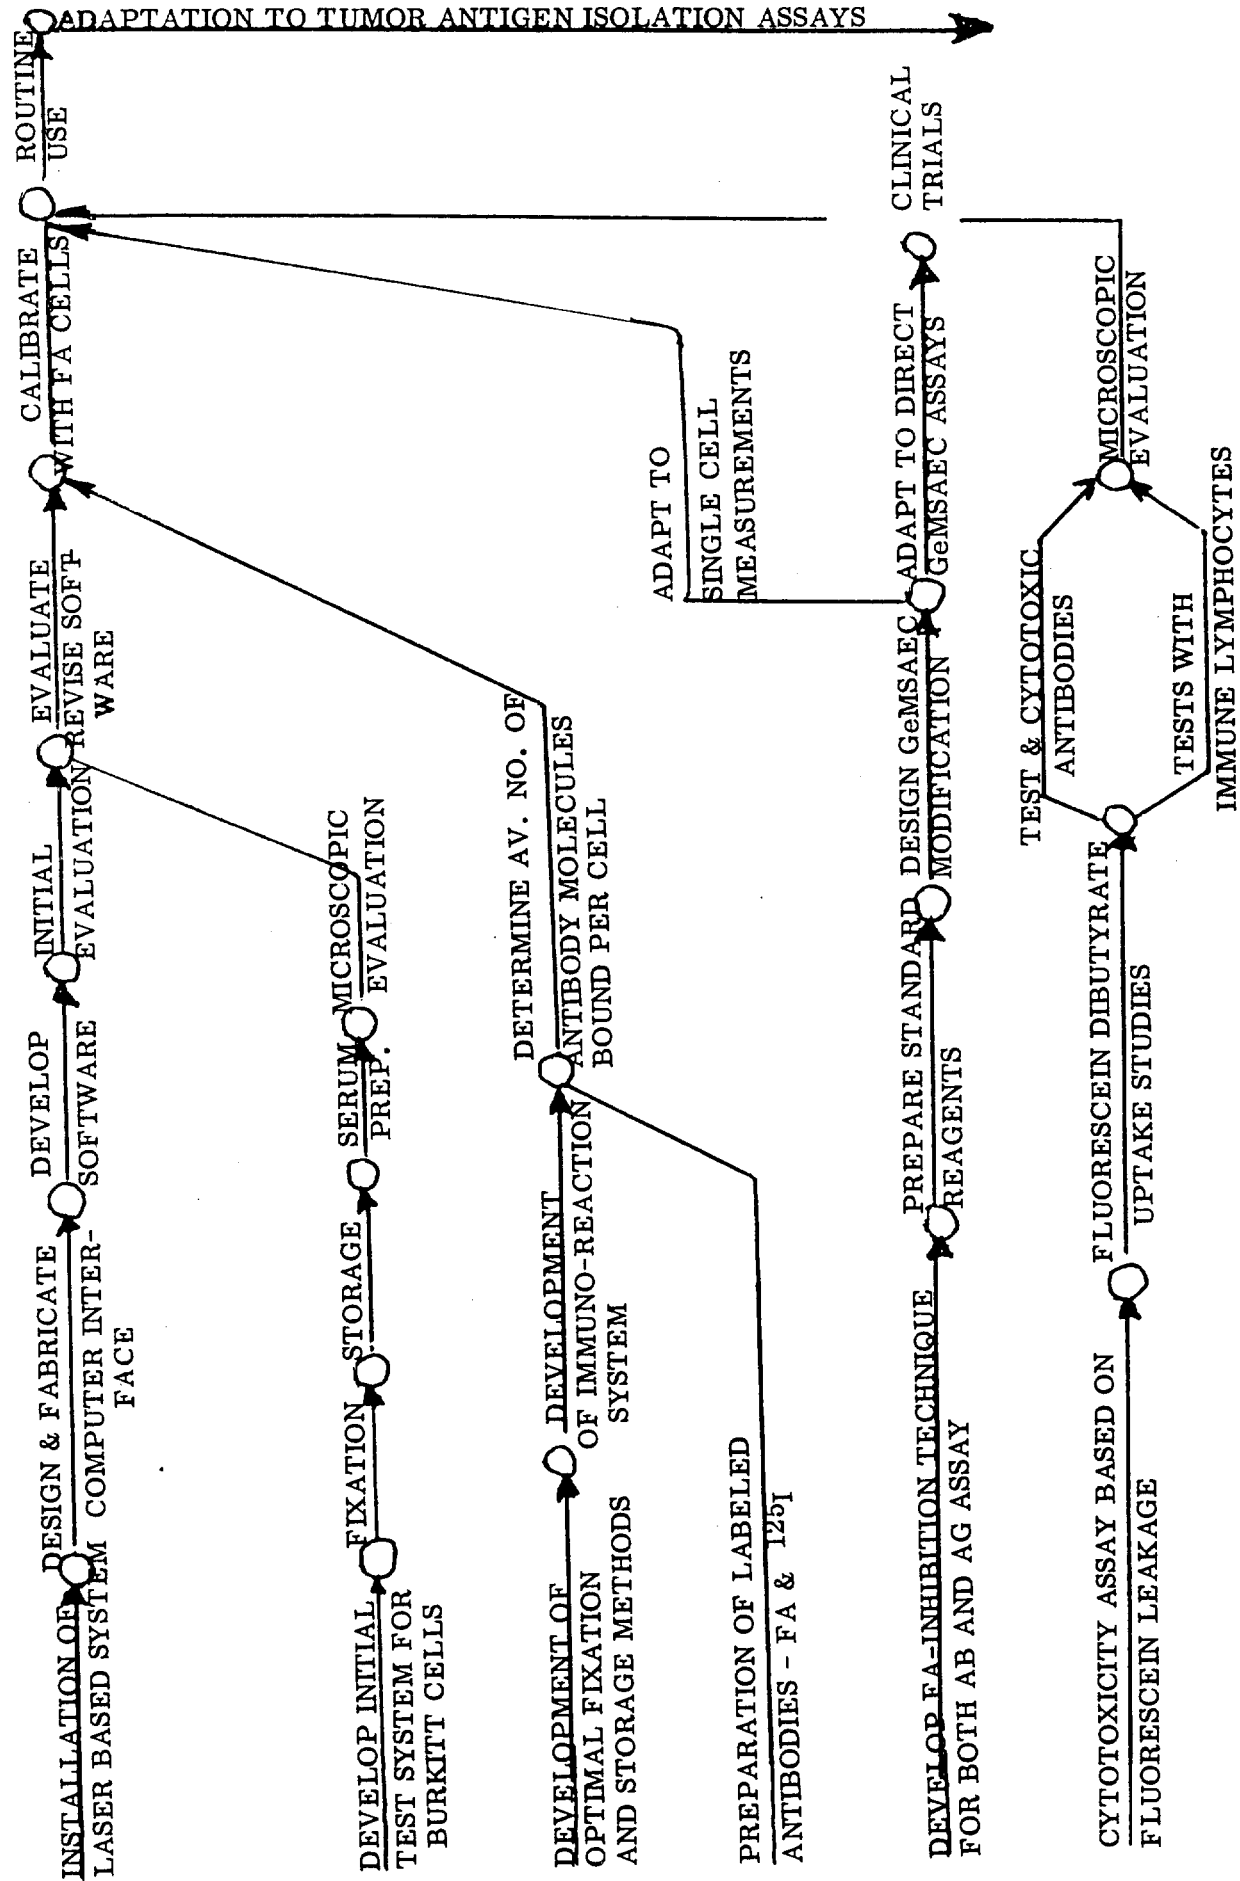 INSTALLATION OF
LASER BASED SYSTEM
DESIGN & FABRICATE
COMPUTER INTER-
FACE
DEVELOP
SOFTWARE
INITIAL
EVALUATION
EVALUATE
REVISE SOFT
WARE
CALIBRATE
WITH FA CELLS
ROUTINE
USE
ADAPTATION TO TUMOR ANTIGEN ISOLATION ASSAYS
DEVELOP INITIAL
TEST SYSTEM FOR
BURKITT CELLS
FIXATION
STORAGE
SERUM
PREP.
MICROSCOPIC
EVALUATION
DEVELOPMENT OF
OPTIMAL FIXATION
AND STORAGE METHODS
DEVELOPMENT
OF IMMUNO-REACTION
SYSTEM
DETERMINE AV. NO. OF
ANTIBODY MOLECULES
BOUND PER CELL
PREPARATION OF LABELED
ANTIBODIES - FA & 125I
ADAPT TO
SINGLE CELL
MEASUREMENTS
DEVELOP FA-INHIBITION TECHNIQUE
FOR BOTH AB AND AG ASSAY
PREPARE STANDARD
REAGENTS
DESIGN GeMSAEC
MODIFICATION
ADAPT TO DIRECT
GeMSAEC ASSAYS
CLINICAL
TRIALS
CYTOTOXICITY ASSAY BASED ON
FLUORESCEIN LEAKAGE
FLUORESCEIN DIBUTYRATE
UPTAKE STUDIES
TEST & CYTOTOXIC
ANTIBODIES
TESTS WITH
IMMUNE LYMPHOCYTES
MICROSCOPIC
EVALUATION